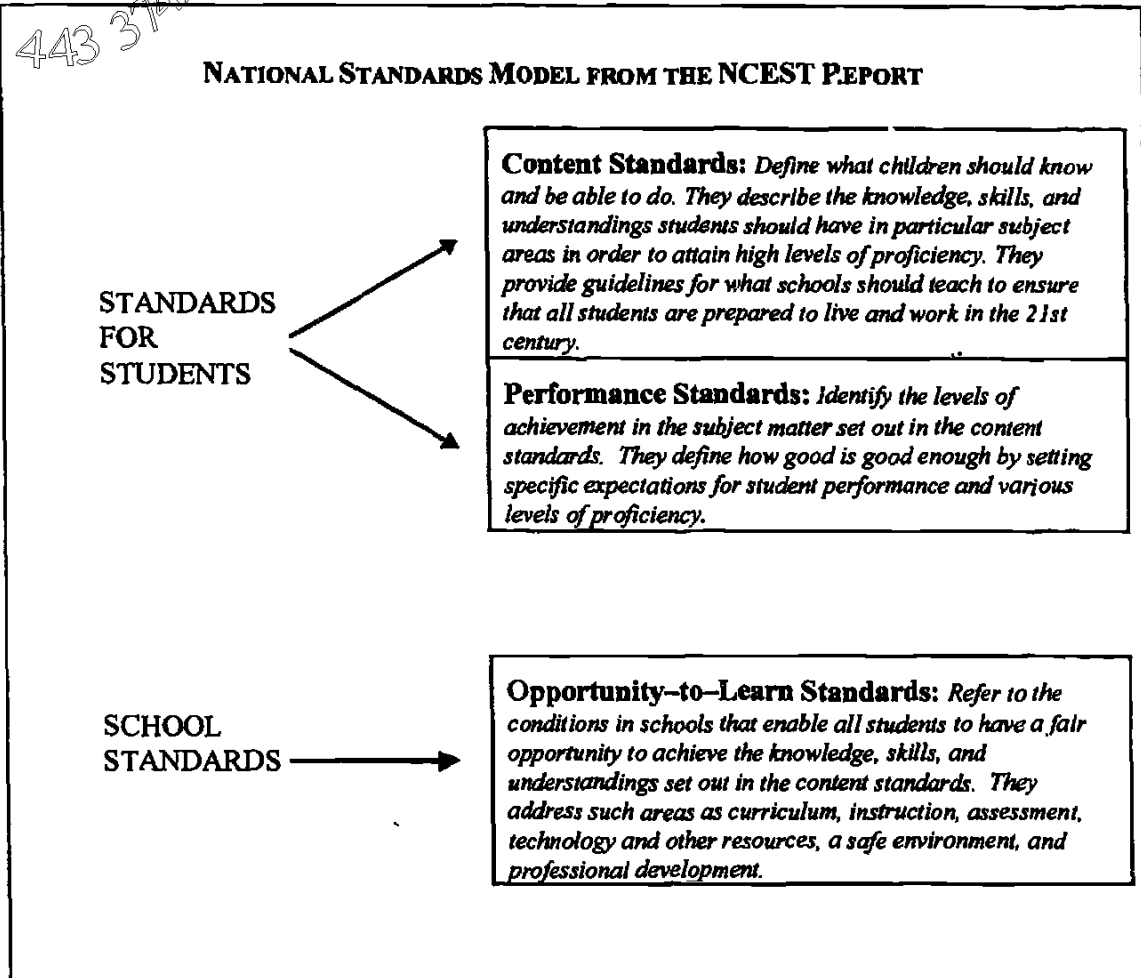 443
NATIONAL STANDARDS MODEL FROM THE NCEST P.EPORT
Content Standards: Define what children should know
and be able to do. They describe the knowledge, skills, and
understandings students should have in particular subject
areas in order to attain high levels of proficiency. They
provide guidelines for what schools should teach to ensure
that all students are prepared to live and work in the 21st
century.
STANDARDS
FOR
STUDENTS
Performance Standards: Identify the levels of
achievement in the subject matter set out in the content
standards. They define how good is good enough by setting
specific expectations for student performance and various
levels of proficiency.
SCHOOL
STANDARDS
Opportunity–to–Learn Standards: Refer to the
conditions in schools that enable all students to have a fair
opportunity to achieve the knowledge, skills, and
understandings set out in the content standards. They
address such areas as curriculum, instruction, assessment,
technology and other resources, a safe environment, and
professional development.